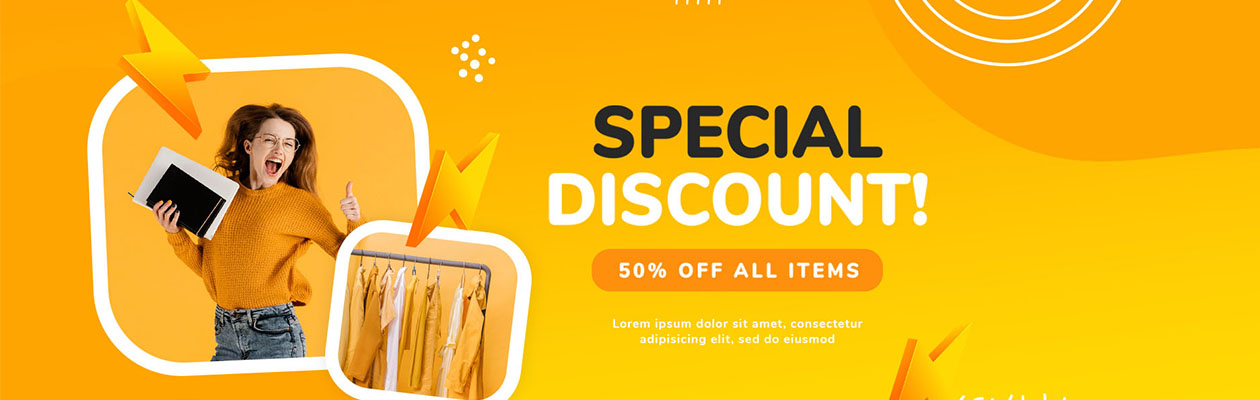 SPECIAL
DISCOUNT!
50% OFF ALL ITEMS
Lorem ipsum dolor sit amet, consectetur
adipisicing elit, sed do eiusmod